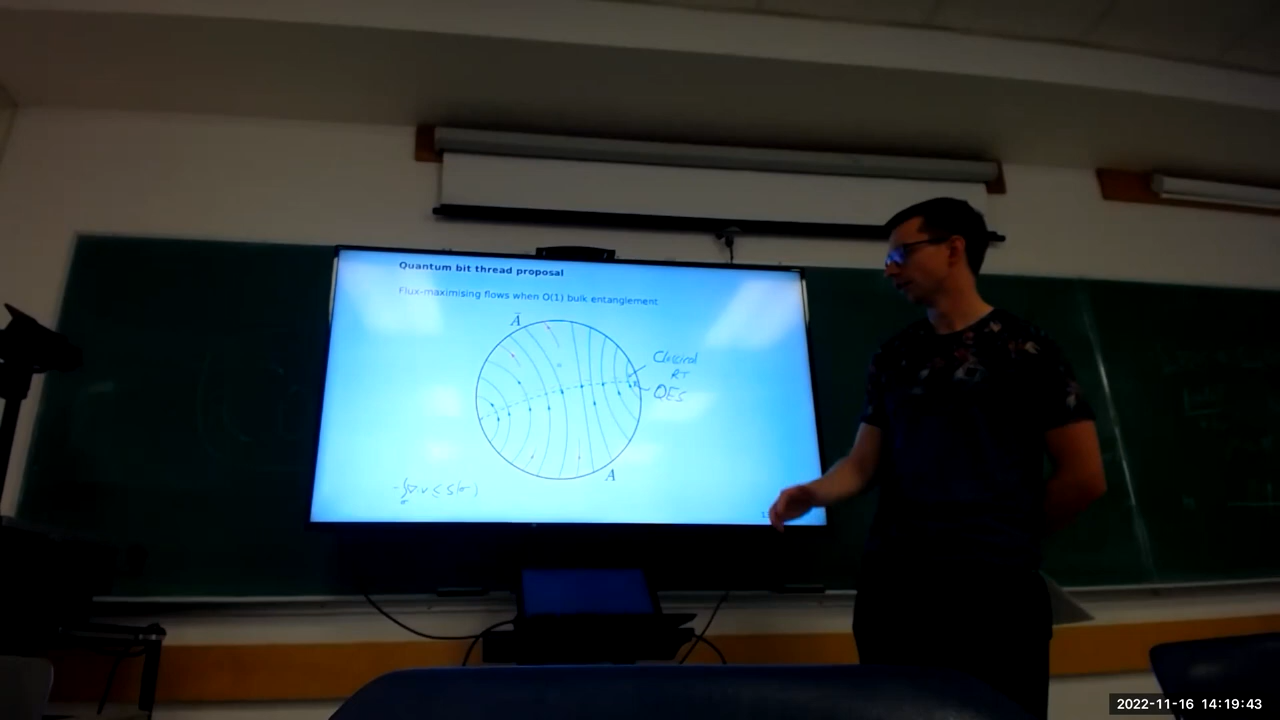 Quantum bit thread proposal
Flux-maximising flows when O(1) bulk entanglement
Ā
Classical
RT
QES
A
2022-11-16 14:19:43